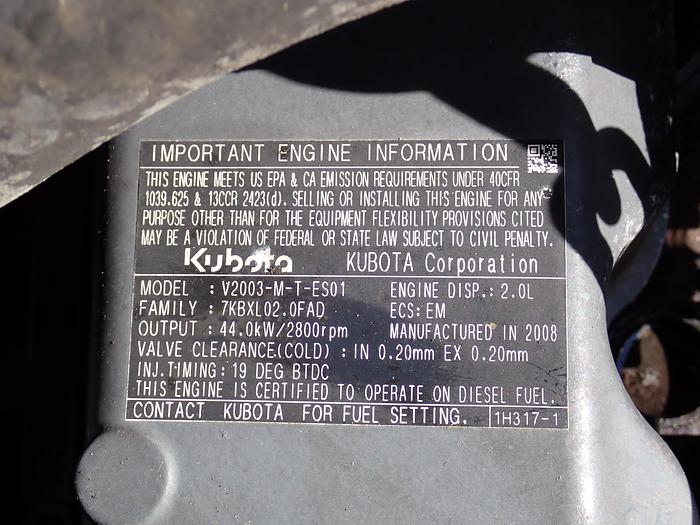 IMPORTANT ENGINE INFORMATION
THIS ENGINE MEETS US EPA & CA EMISSION REQUIREMENTS UNDER 40CFR
1039.625 & 13CCR 2423(d). SELLING OR INSTALLING THIS ENGINE FOR ANY
PURPOSE OTHER THAN FOR THE EQUIPMENT FLEXIBILITY PROVISIONS CITED
MAY BE A VIOLATION OF FEDERAL OR STATE LAW SUBJECT TO CIVIL PENALTY.
Kubota KUBOTA Corporation
MODEL : V2003-M-T-ES01 ENGINE DISP.: 2.0L
FAMILY : 7KBXL02.0FAD ECS: EM
OUTPUT : 44.0kW/2800rpm MANUFACTURED IN 2008
VALVE CLEARANCE(COLD) : IN 0.20mm EX 0.20mm
INJ.TIMING: 19 DEG BTDC
THIS ENGINE IS CERTIFIED TO OPERATE ON DIESEL FUEL.
CONTACT KUBOTA FOR FUEL SETTING. 1H317-1